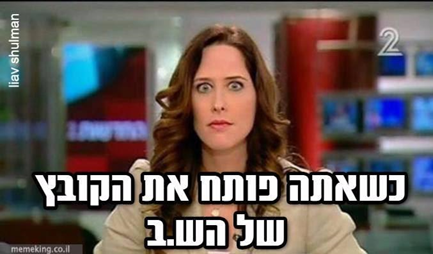 liav shulman
2
כשאתה פותח את הקובץ
של הש.ב
memeking.co.il